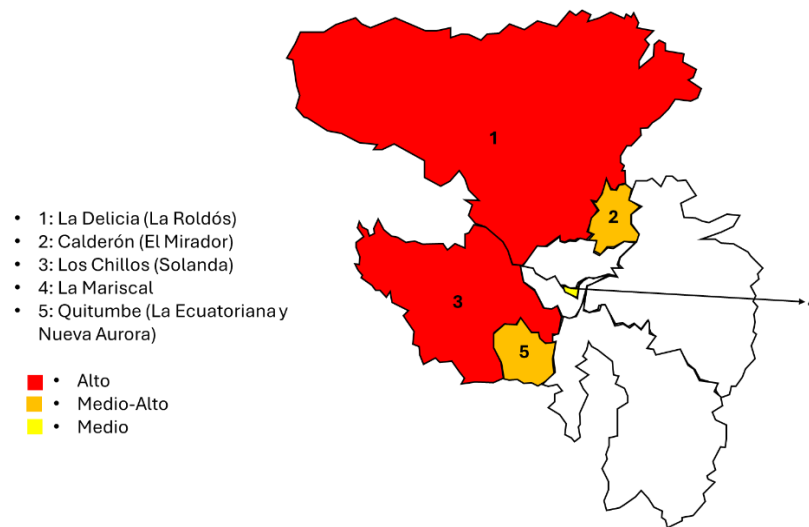 1
• 1: La Delicia (La Roldós)
• 2: Calderón (El Mirador)
• 3: Los Chillos (Solanda)
• 4: La Mariscal
• 5: Quitumbe (La Ecuatoriana y
Nueva Aurora)
2
3
5
• Alto
• Medio-Alto
• Medio